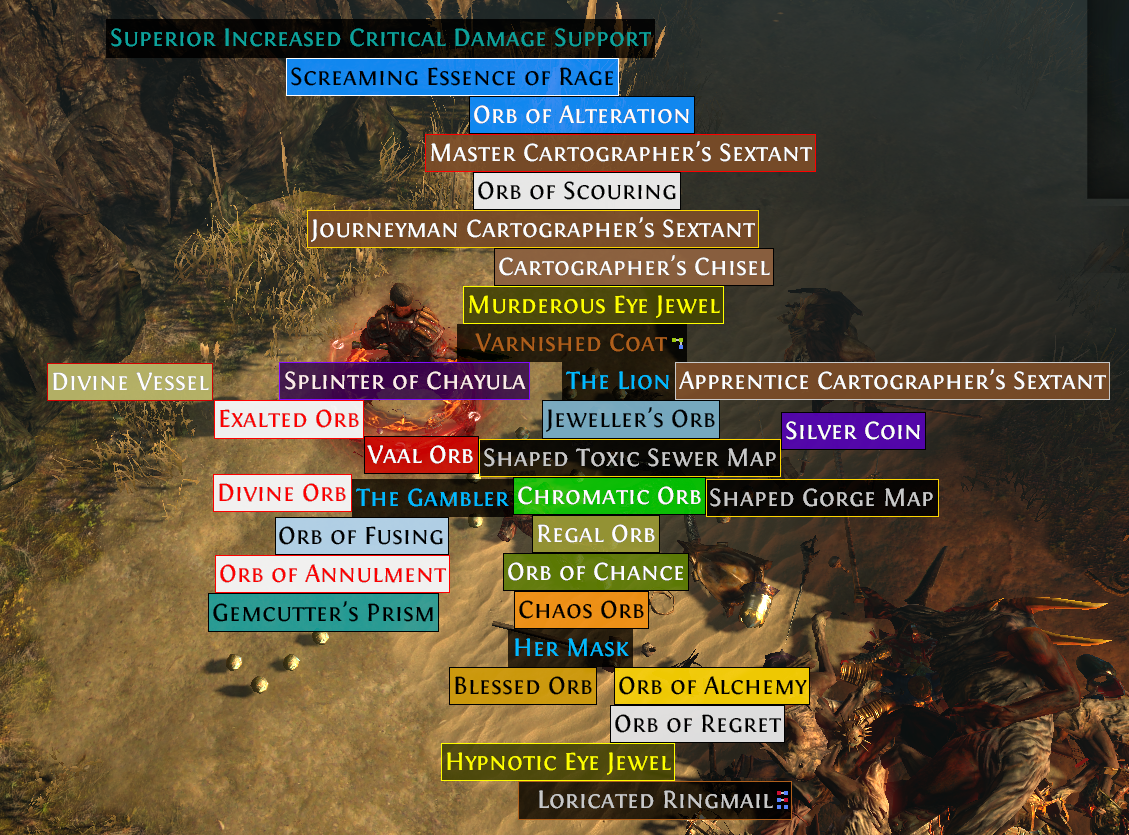 Superior Increased Critical Damage Support
Screaming Essence of Rage
Orb of Alteration
Master Cartographer's Sextant
Orb of Scouring
Journeyman Cartographer's Sextant
Cartographer's Chisel
Murderous Eye Jewel
Varnished Coat
Divine Vessel
Splinter of Chayula
The Lion
Apprentice Cartographer's Sextant
Exalted Orb
Jeweller's Orb
Silver Coin
Vaal Orb
Shaped Toxic Sewer Map
Divine Orb
The Gambler
Chromatic Orb
Shaped Gorge Map
Orb of Fusing
Regal Orb
Orb of Annulment
Orb of Chance
Gemcutter's Prism
Chaos Orb
Her Mask
Blessed Orb
Orb of Alchemy
Orb of Regret
Hypnotic Eye Jewel
Loricated Ringmail